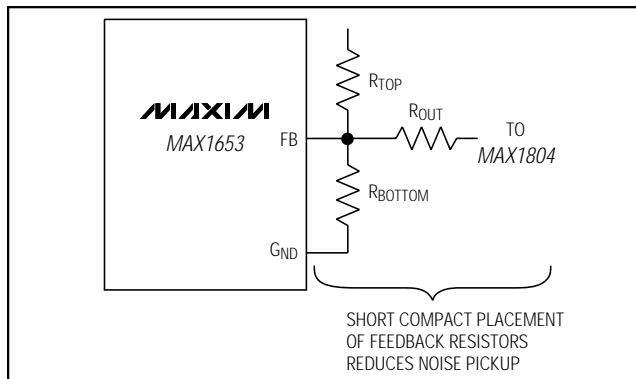 RTOP
MAXIM
MAX1653
FB
ROUT
TO
MAX1804
RBOTTOM
GND
SHORT COMPACT PLACEMENT
OF FEEDBACK RESISTORS
REDUCES NOISE PICKUP